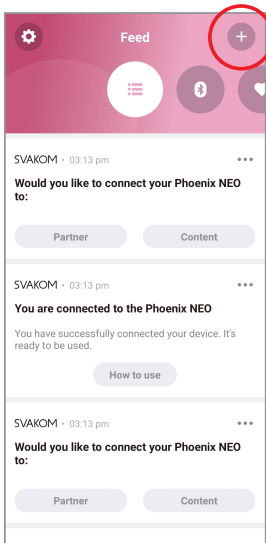 Feed
SVAKOM · 03:13 pm
Would you like to connect your Phoenix NEO
to:
Partner Content
SVAKOM · 03:13 pm
You are connected to the Phoenix NEO
You have successfully connected your device. It's
ready to be used.
How to use
SVAKOM · 03:13 pm
Would you like to connect your Phoenix NEO
to:
Partner Content